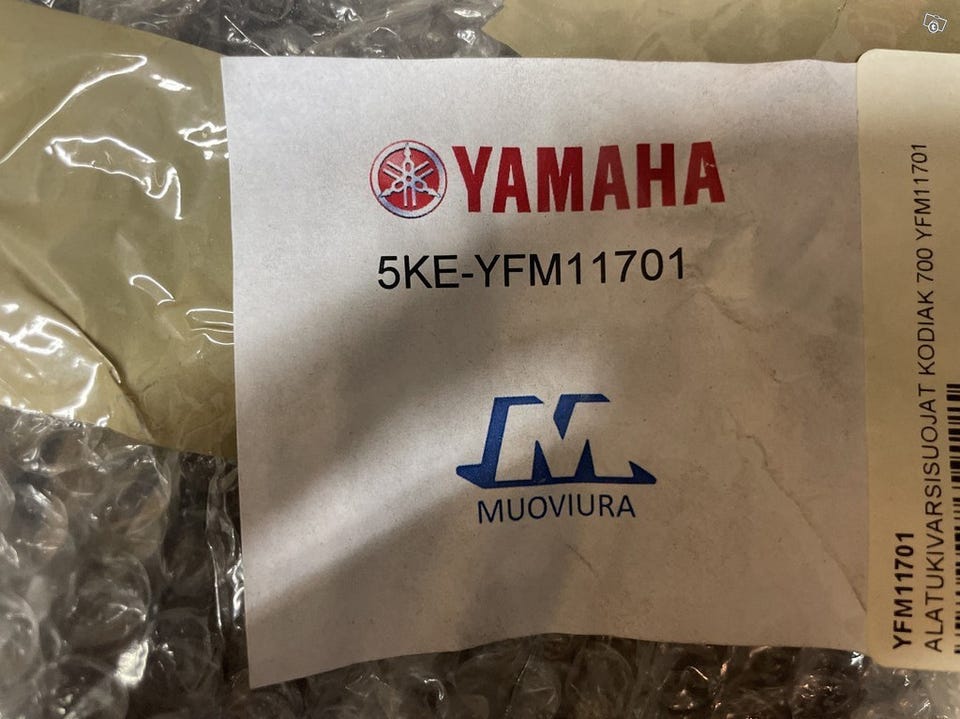 YAMAHA
5KE-YFM11701
MUOVIURA
YFM11701
ALATUKIVARSISUOJAT KODIAK 700 YFM11701